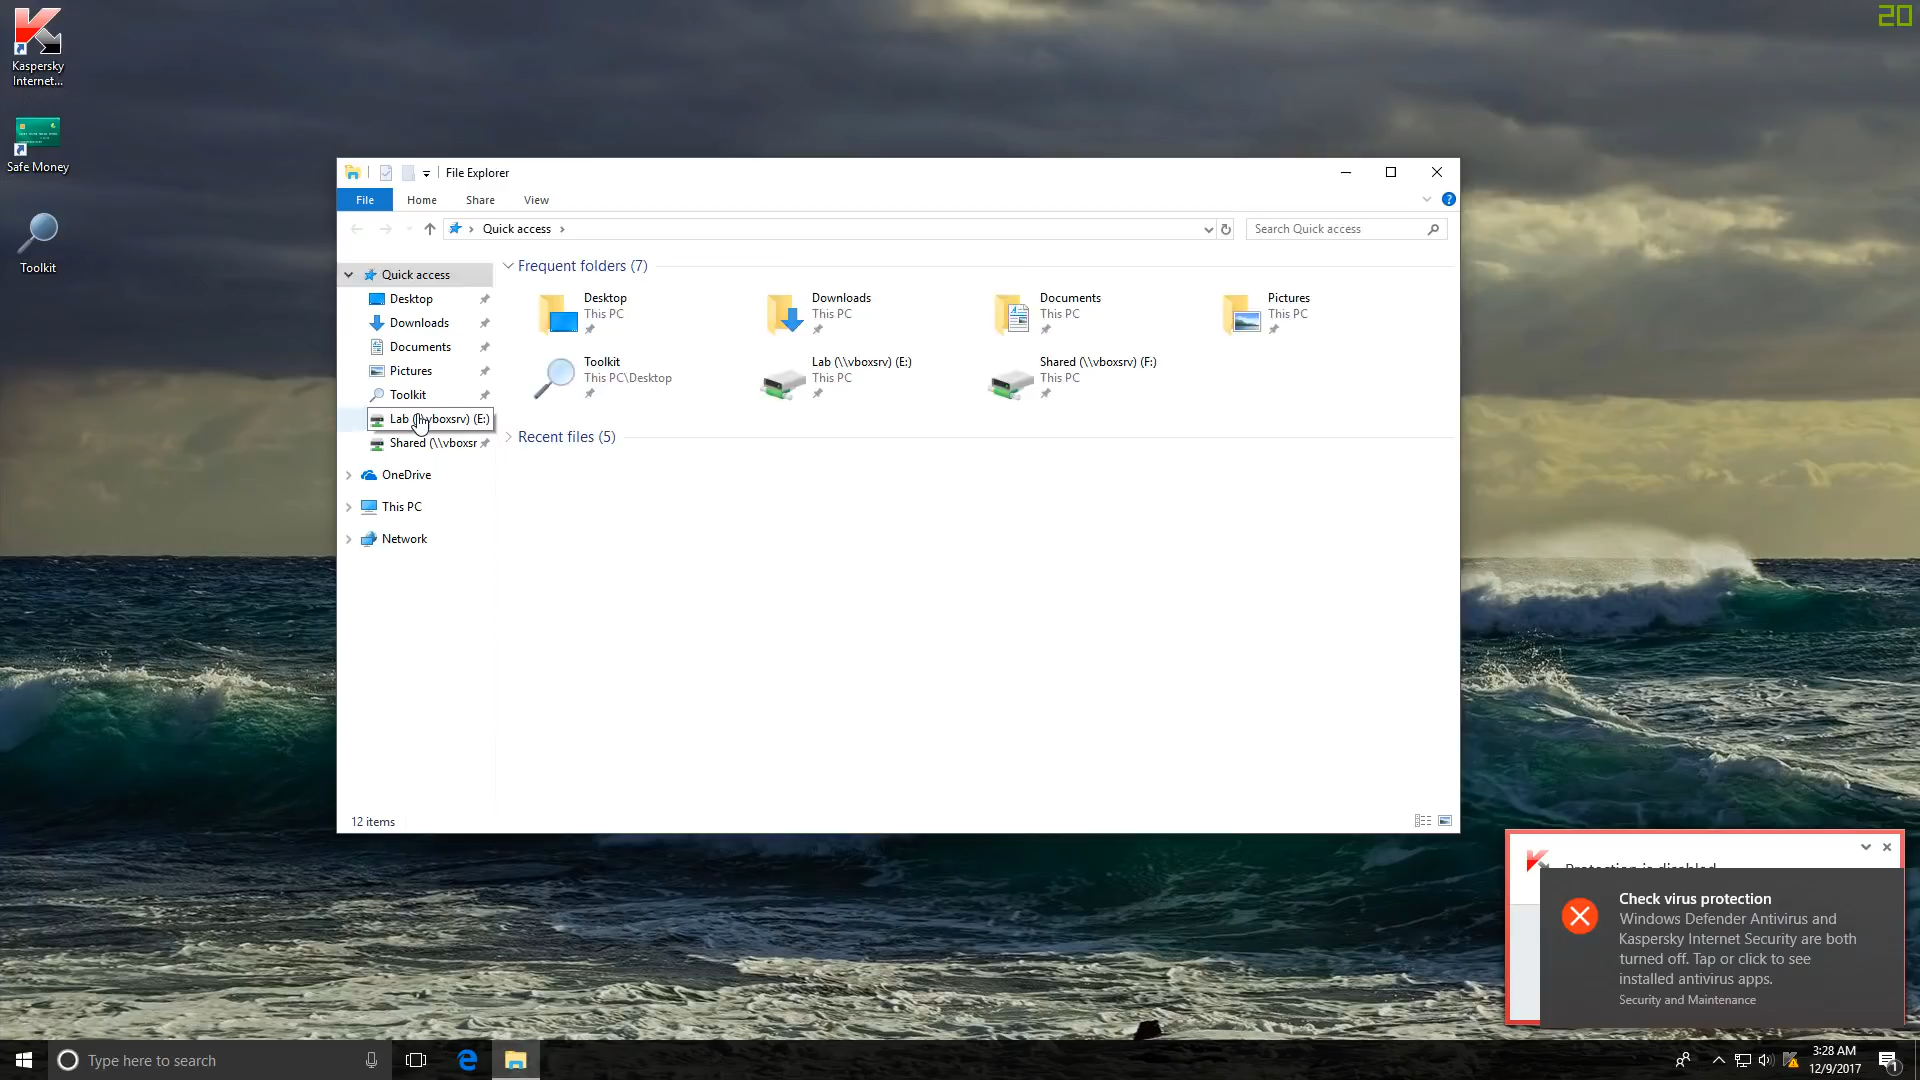 20
Kaspersky
Internet...
Safe Money
Toolkit
File Explorer
File
Home
Share
View
Quick access
Search Quick access
Quick access
Desktop
Downloads
Documents
Pictures
Toolkit
Lab (\\vboxsrv) (E:)
Shared (\\vboxsr
OneDrive
This PC
Network
Frequent folders (7)
Desktop
This PC
Downloads
This PC
Documents
This PC
Pictures
This PC
Toolkit
This PC\Desktop
Lab (\\vboxsrv) (E:)
This PC
Shared (\\vboxsrv) (F:)
This PC
Recent files (5)
12 items
Protection is disabled
Check virus protection
Windows Defender Antivirus and
Kaspersky Internet Security are both
turned off. Tap or click to see
installed antivirus apps.
Security and Maintenance
Type here to search
3:28 AM
12/9/2017
1